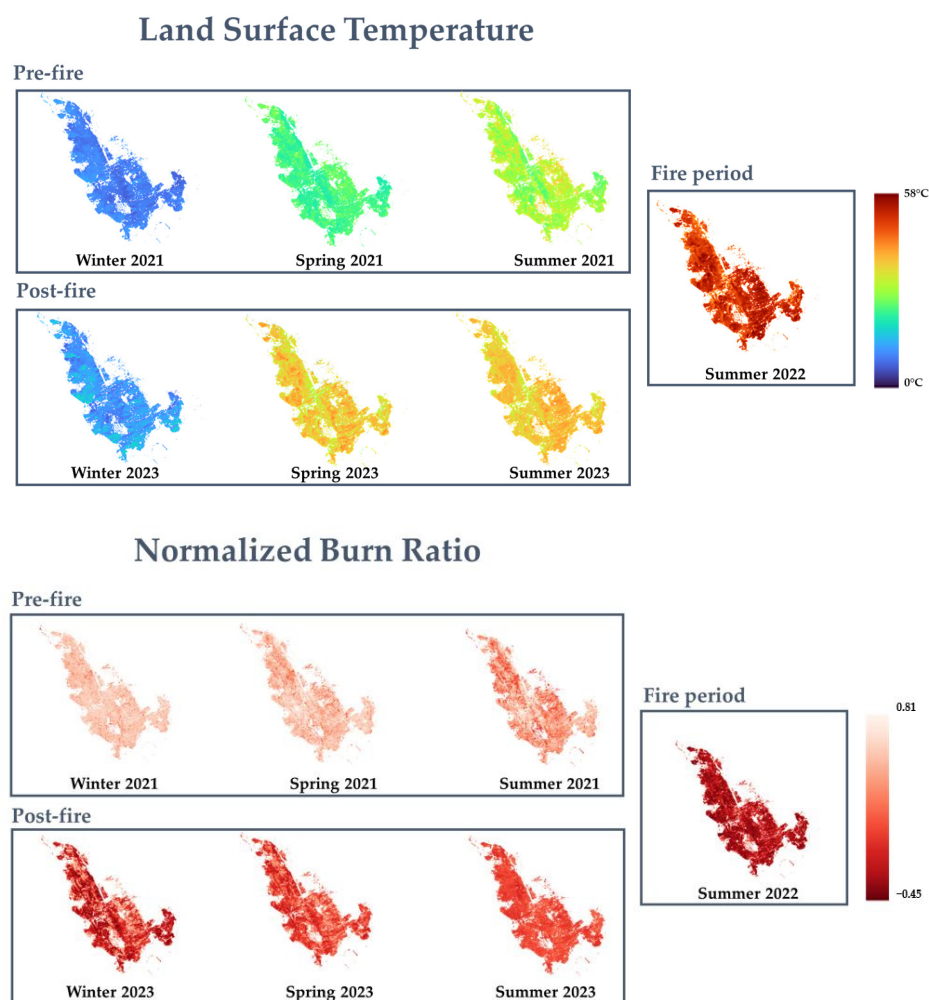 Land Surface Temperature
Pre-fire
Winter 2021
Spring 2021
Summer 2021
Fire period
Summer 2022
58°C
0°C
Post-fire
Winter 2023
Spring 2023
Summer 2023
Normalized Burn Ratio
Pre-fire
Winter 2021
Spring 2021
Summer 2021
Fire period
Summer 2022
0.81
−0.45
Post-fire
Winter 2023
Spring 2023
Summer 2023